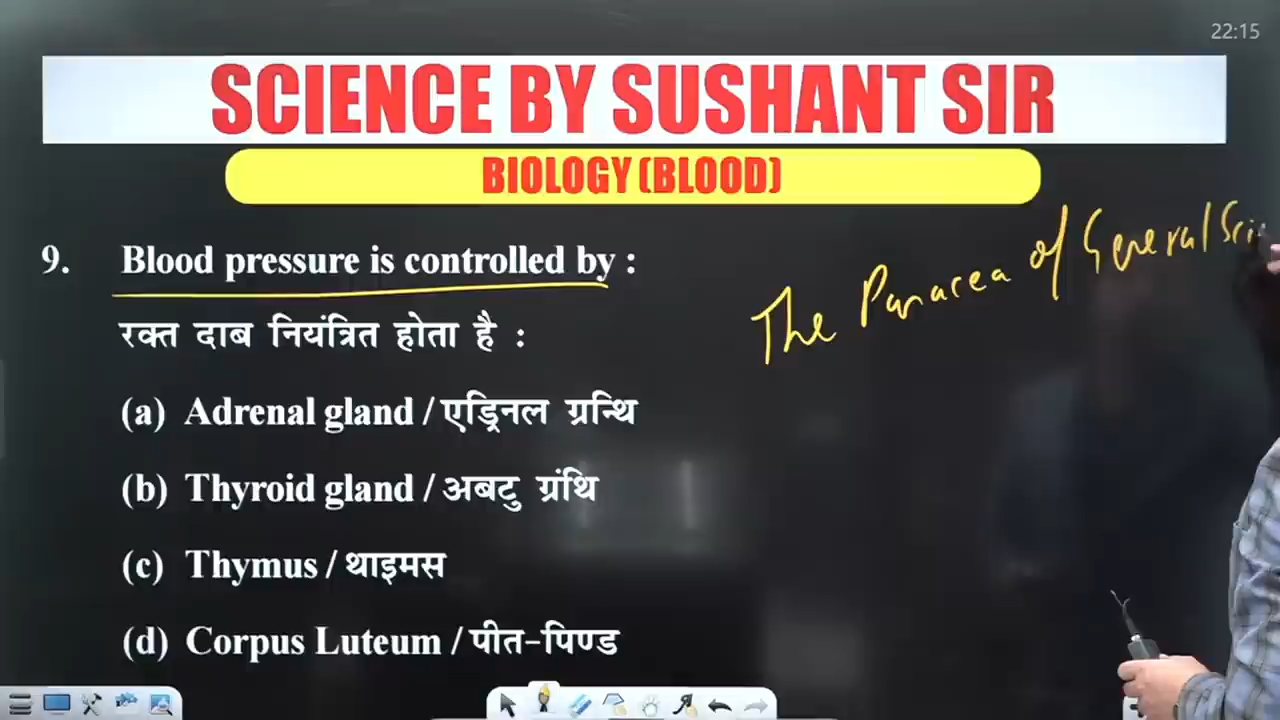 22:15
SCIENCE BY SUSHANT SIR
BIOLOGY (BLOOD)
9. Blood pressure is controlled by :
रक्त दाब नियंत्रित होता है :
The Panacea of General
(a) Adrenal gland / एड्रिनल ग्रन्थि
(b) Thyroid gland / अबटु ग्रंथि
(c) Thymus / थाइमस
(d) Corpus Luteum / पीत-पिण्ड